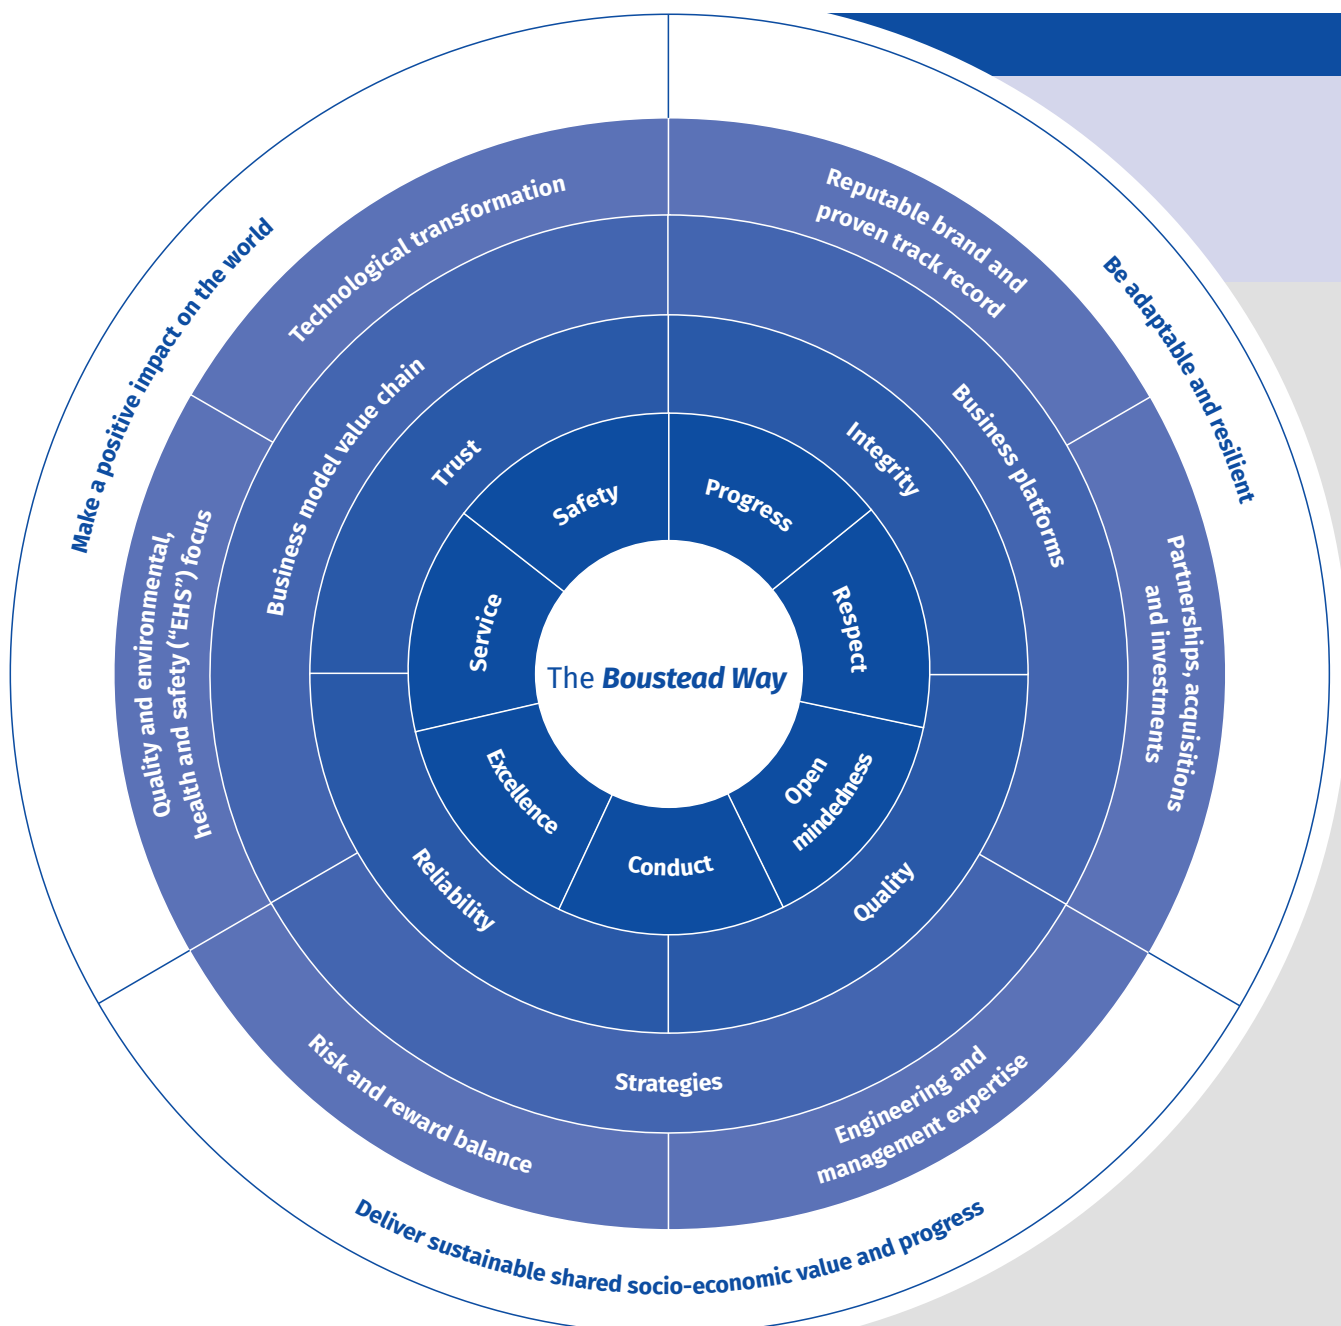 The Boustead Way
Safety
Progress
Respect
Open
mindedness
Conduct
Excellence
Service
Trust
Integrity
Quality
Reliability
Business model value chain
Business platforms
Strategies
Technological transformation
Reputable brand and
proven track record
Partnerships, acquisitions
and investments
Engineering and
management expertise
Risk and reward balance
Quality and environmental,
health and safety (“EHS”) focus
Make a positive impact on the world
Be adaptable and resilient
Deliver sustainable shared socio-economic value and progress